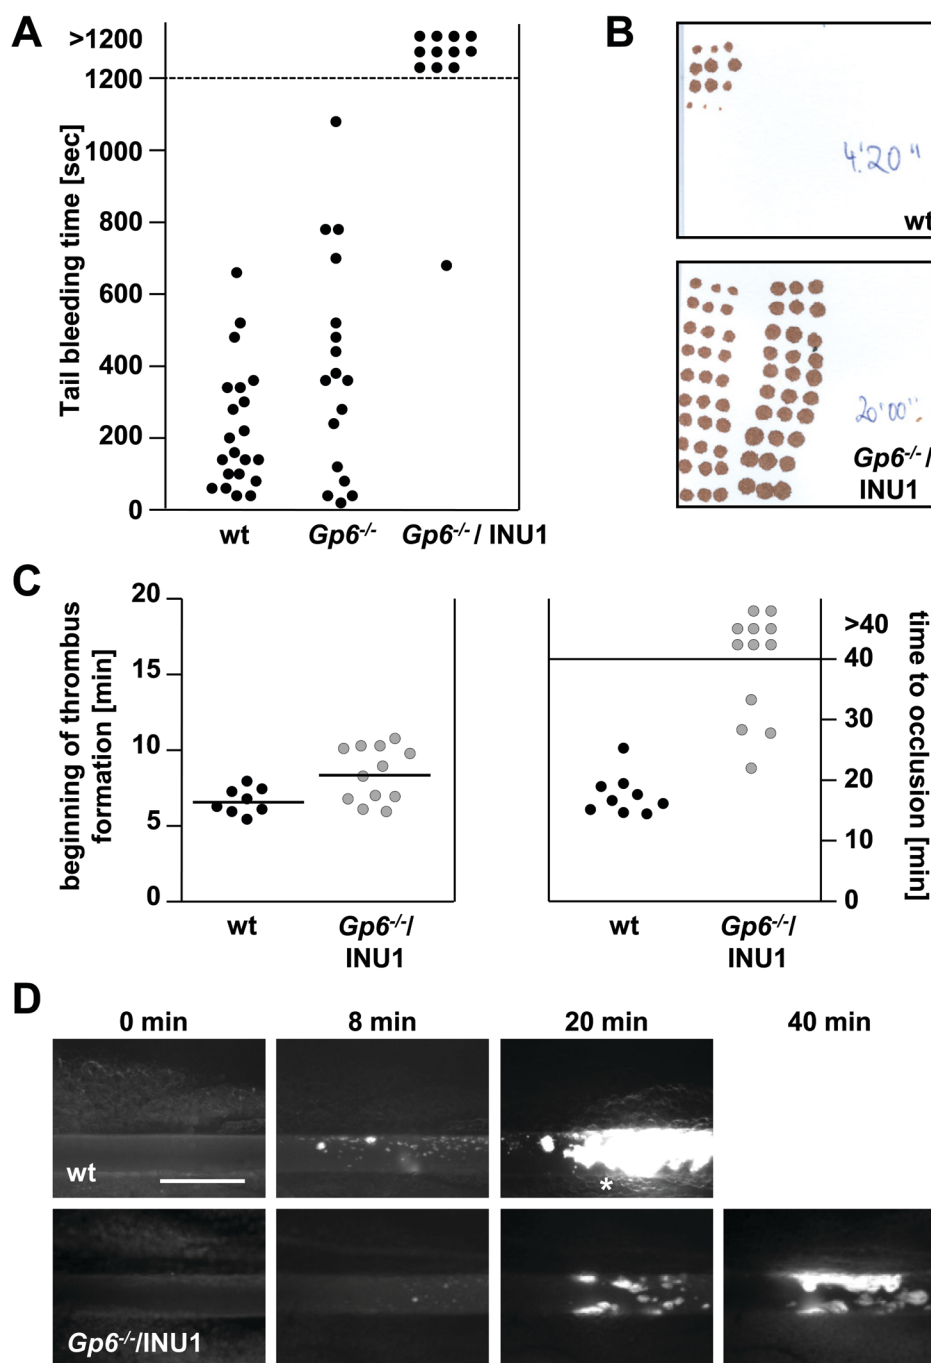 A
>1200
1200
1000
800
600
400
200
0
Tail bleeding time [sec]
wt
Gp6-/-
Gp6-/-/ INU1
B
4'20"
wt
20'00"
Gp6-/-/
INU1
C
20
15
10
5
0
beginning of thrombus
formation [min]
wt
Gp6-/-/
INU1
>40
40
30
20
10
0
time to occlusion [min]
wt
Gp6-/-/
INU1
D
0 min
8 min
20 min
40 min
wt
*
Gp6-/-/INU1